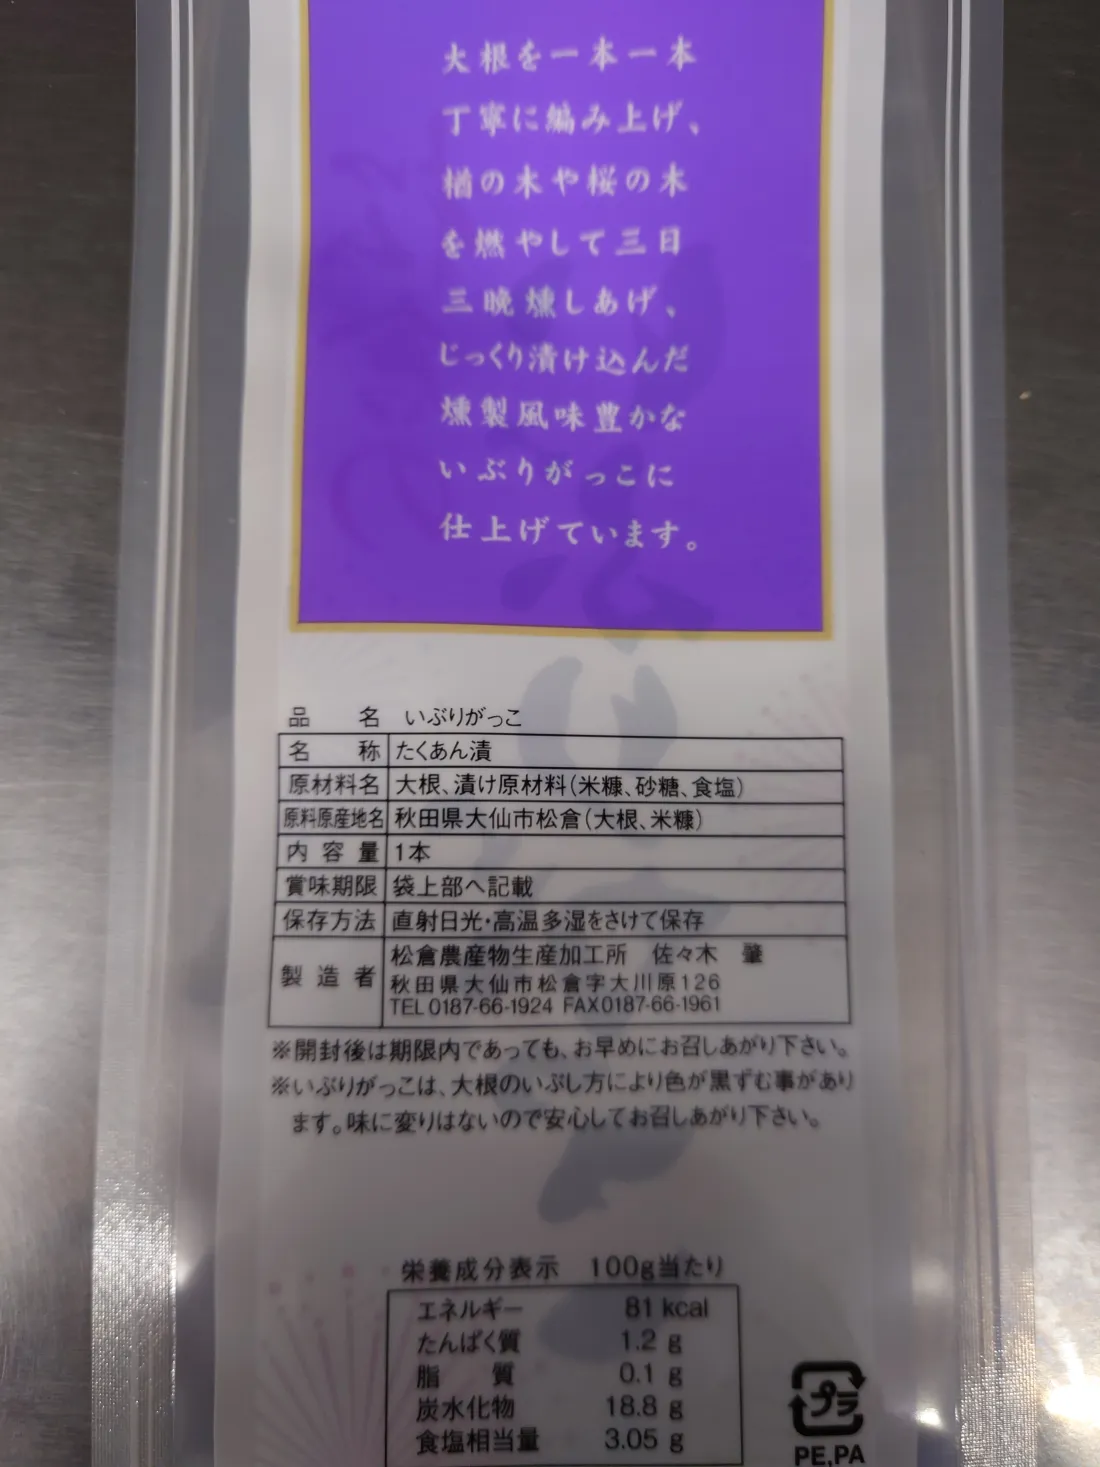 大根を一本一本
丁寧に編み上げ、
楢の木や桜の木
を燃やして三日
三晩燻しあげ、
じっくり漬け込んだ
燻製風味豊かな
いぶりがっこに
仕上げています。
品 名 いぶりがっこ
名 称 たくあん漬
原材料名 大根、漬け原材料(米糠、砂糖、食塩)
原料原産地名 秋田県大仙市松倉(大根、米糠)
内容量 1本
賞味期限 袋上部へ記載
保存方法 直射日光・高温多湿をさけて保存
製造者 松倉農産物生産加工所 佐々木 肇
秋田県大仙市松倉字大川原126
TEL0187-66-1924 FAX0187-66-1961
※開封後は期限内であっても、お早めにお召しあがり下さい。
※いぶりがっこは、大根のいぶし方により色が黒ずむ事があり
ます。味に変りはないので安心してお召しあがり下さい。
栄養成分表示 100g当たり
エネルギー 81 kcal
たんぱく質 1.2 g
脂 質 0.1 g
炭水化物 18.8 g
食塩相当量 3.05 g
プラ
PE,PA